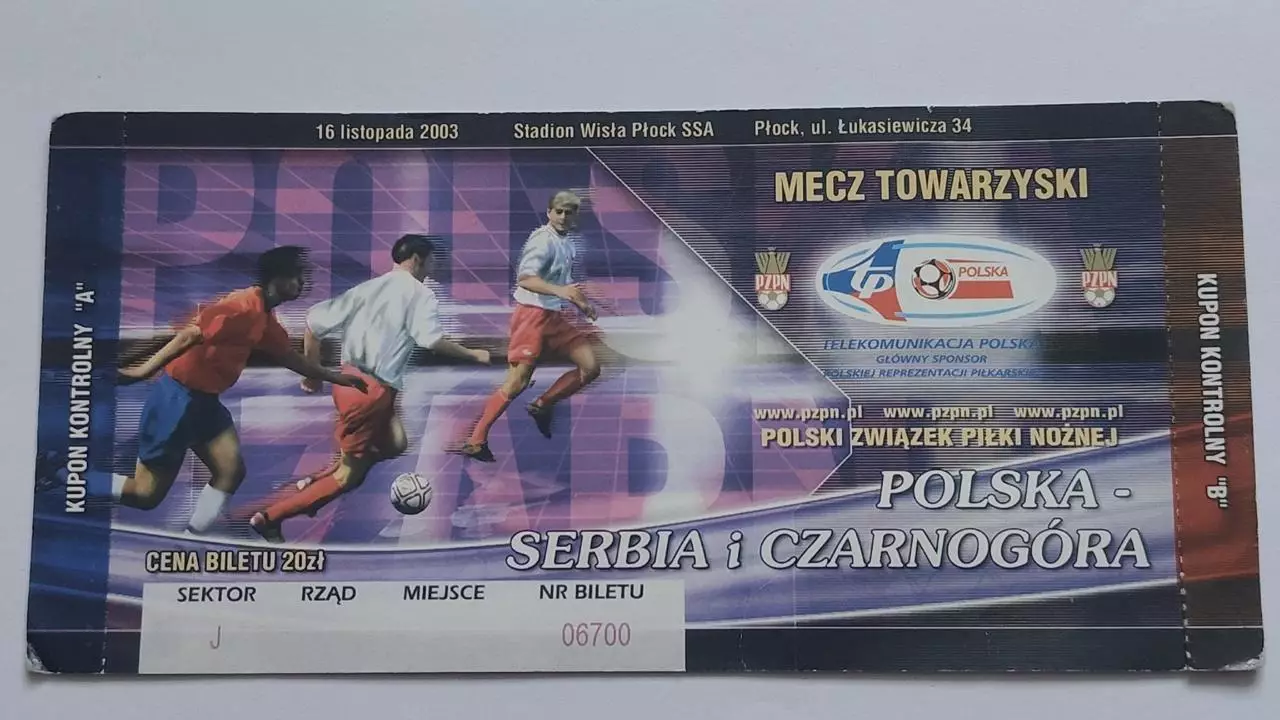 16 listopada 2003 Stadion Wisła Płock SSA Płock, ul. Łukasiewicza 34
MECZ TOWARZYSKI
PZPN
tp POLSKA
PZPN
TELEKOMUNIKACJA POLSKA
GŁÓWNY SPONSOR
POLSKIEJ REPREZENTACJI PIŁKARSKIEJ
www.pzpn.pl www.pzpn.pl www.pzpn.pl
POLSKI ZWIĄZEK PIŁKI NOŻNEJ
POLSKA -
SERBIA i CZARNOGÓRA
KUPON KONTROLNY "A"
KUPON KONTROLNY "B"
CENA BILETU 20zł
SEKTOR RZĄD MIEJSCE NR BILETU
J 06700